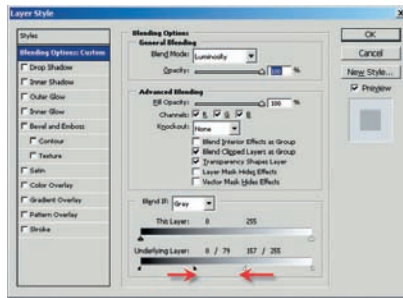 Layer Style
Styles
Blending Options: Custom
Drop Shadow
Inner Shadow
Outer Glow
Inner Glow
Bevel and Emboss
Contour
Texture
Satin
Color Overlay
Gradient Overlay
Pattern Overlay
Stroke
Blending Options
General Blending
Blend Mode: Luminosity
Opacity: 100
Advanced Blending
Fill Opacity: 100 %
Channels: R G B
Knockout: None
Blend Interior Effects as Group
Blend Clipped Layers as Group
Transparency Shapes Layer
Layer Mask Hides Effects
Vector Mask Hides Effects
Blend If: Gray
This Layer: 0 255
Underlying Layer: 0 / 79 157 / 255
OK
Cancel
New Style...
Preview